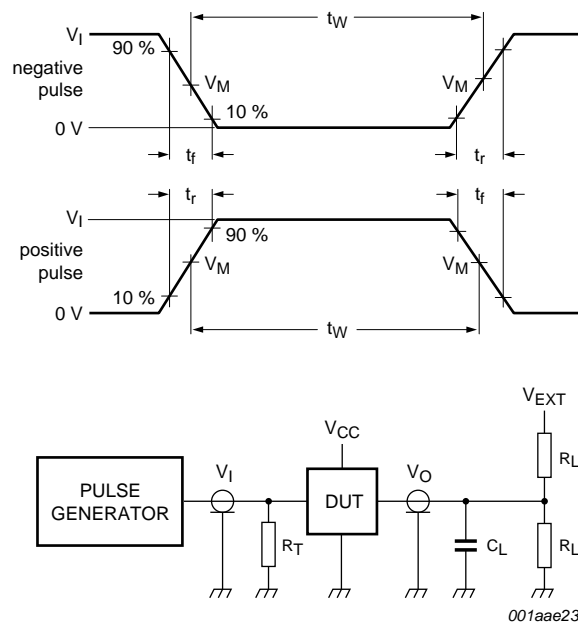 V_I
t_W
90 %
negative
pulse
V_M
V_M
10 %
0 V
t_f
t_r
t_r
t_f
V_I
90 %
positive
pulse
V_M
V_M
10 %
0 V
t_W
V_EXT
V_CC
R_L
V_I
V_O
PULSE
GENERATOR
DUT
R_T
C_L
R_L
001aae23